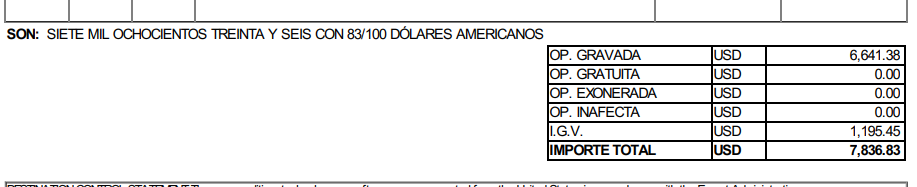 SON: SIETE MIL OCHOCIENTOS TREINTA Y SEIS CON 83/100 DÓLARES AMERICANOS
OP. GRAVADA USD 6,641.38
OP. GRATUITA USD 0.00
OP. EXONERADA USD 0.00
OP. INAFECTA USD 0.00
I.G.V. USD 1,195.45
IMPORTE TOTAL USD 7,836.83